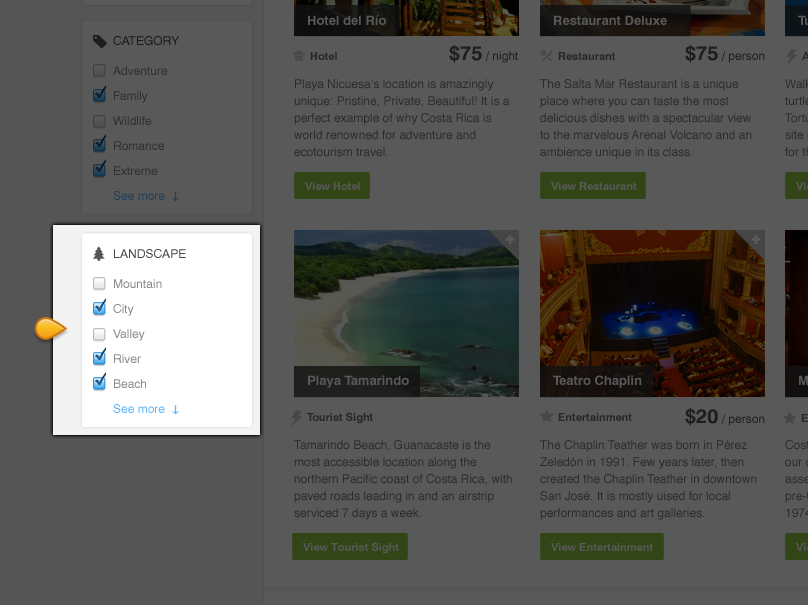 CATEGORY
Adventure
Family
Wildlife
Romance
Extreme
See more ↓
LANDSCAPE
Mountain
City
Valley
River
Beach
See more ↓
Hotel del Río
Hotel
$75 / night
Playa Nicuesa's location is amazingly
unique: Pristine, Private, Beautiful! It is a
perfect example of why Costa Rica is
world renowned for adventure and
ecotourism travel.
View Hotel
Restaurant Deluxe
Restaurant
$75 / person
The Salta Mar Restaurant is a unique
place where you can taste the most
delicious dishes with a spectacular view
to the marvelous Arenal Volcano and an
ambience unique in its class.
View Restaurant
Tu
A
Walk
turtle
Tortu
site
for th
Vi
Playa Tamarindo
Tourist Sight
Tamarindo Beach, Guanacaste is the
most accessible location along the
northern Pacific coast of Costa Rica, with
paved roads leading in and an airstrip
serviced 7 days a week.
View Tourist Sight
Teatro Chaplin
Entertainment
$20 / person
The Chaplin Teather was born in Pérez
Zeledón in 1991. Few years later, then
created the Chaplin Teather in downtown
San José. It is mostly uised for local
performances and art galleries.
View Entertainment
M
E
Cost
our c
asse
pre-
1974
Vi